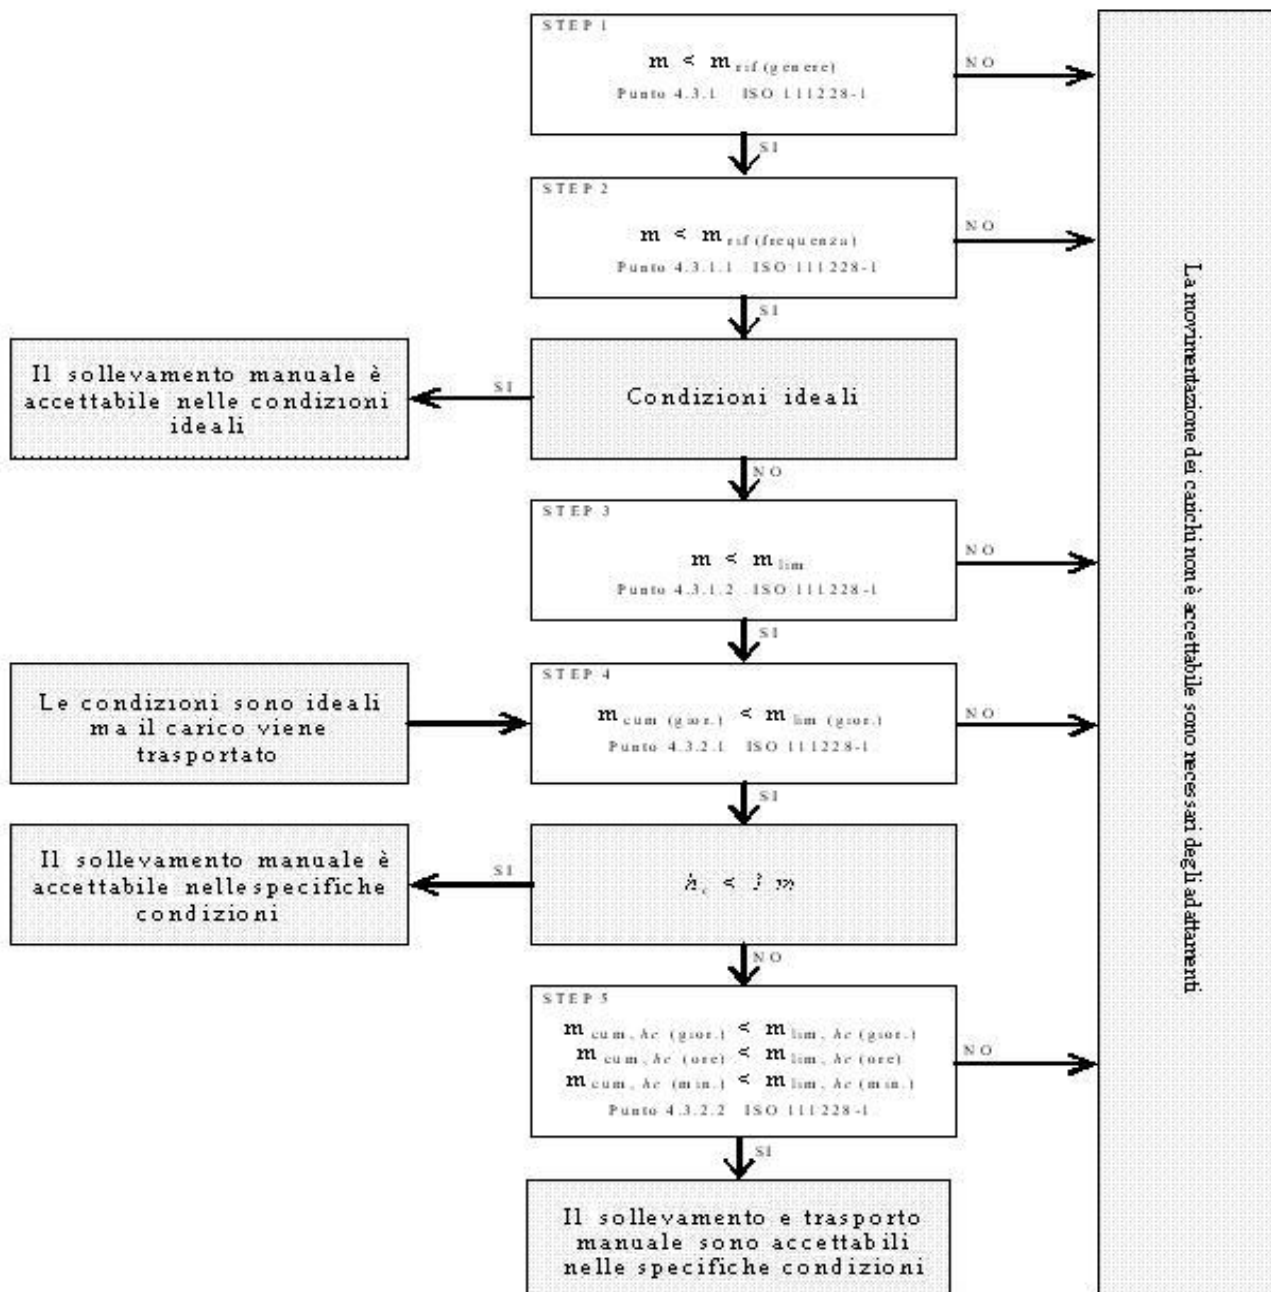 STEP 1
m < m rif (genere)
Punto 4.3.1 ISO 111228-1
NO
SI
STEP 2
m < m rif (frequenza)
Punto 4.3.1.1 ISO 111228-1
NO
SI
Il sollevamento manuale è
accettabile nelle condizioni
ideali
SI
Condizioni ideali
NO
STEP 3
m < m lim
Punto 4.3.1.2 ISO 111228-1
NO
SI
Le condizioni sono ideali
ma il carico viene
trasportato
STEP 4
m cum (gior.) < m lim (gior.)
Punto 4.3.2.1 ISO 111228-1
NO
SI
Il sollevamento manuale è
accettabile nelle specifiche
condizioni
SI
h c < 1 m
NO
STEP 5
m cum, hc (gior.) < m lim, hc (gior.)
m cum, hc (ore) < m lim, hc (ore)
m cum, hc (min.) < m lim, hc (min.)
Punto 4.3.2.2 ISO 111228-1
NO
SI
Il sollevamento e trasporto
manuale sono accettabili
nelle specifiche condizioni
La movimentazione dei carichi non è accettabile sono necessari degli adattamenti